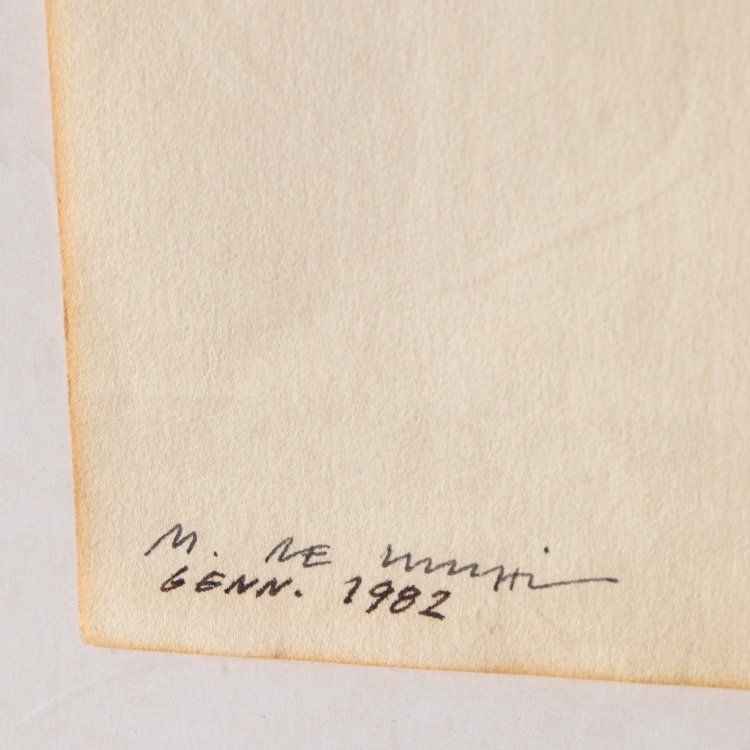 M. DE
GENN. 1982